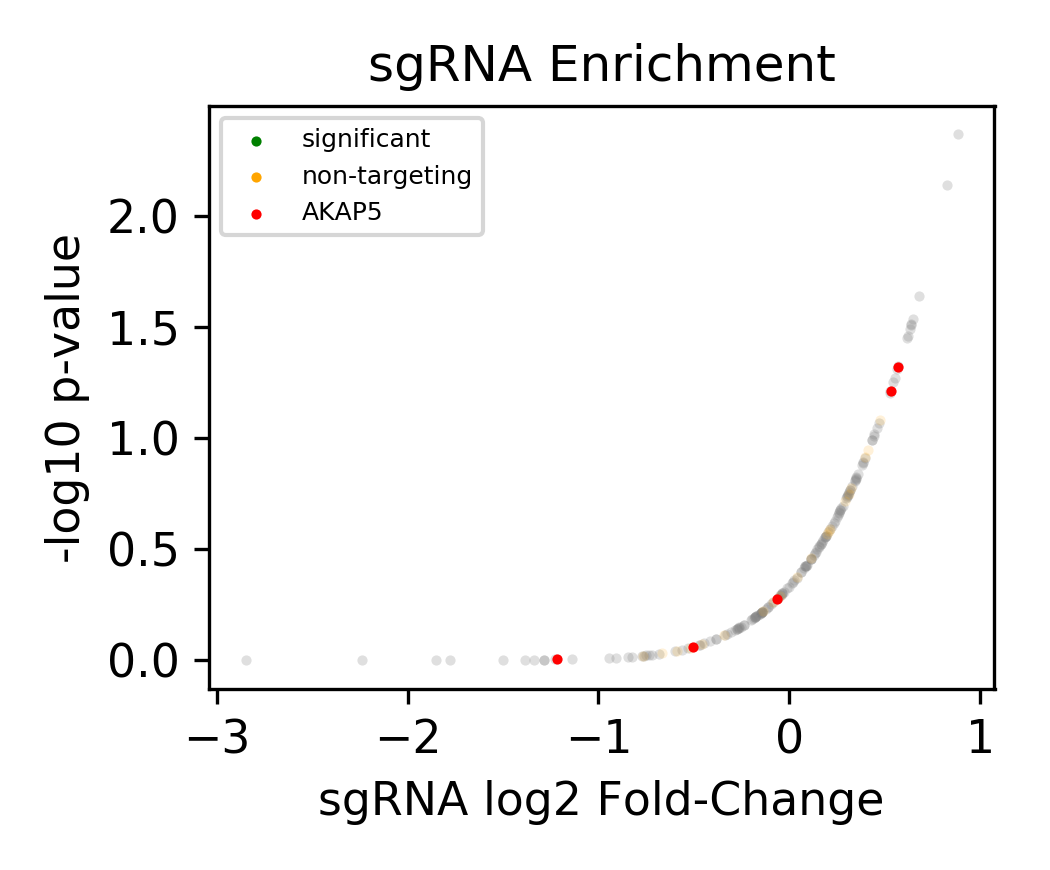 sgRNA Enrichment
significant
non-targeting
AKAP5
2.0
1.5
1.0
0.5
0.0
-log10 p-value
−3
−2
−1
0
1
sgRNA log2 Fold-Change